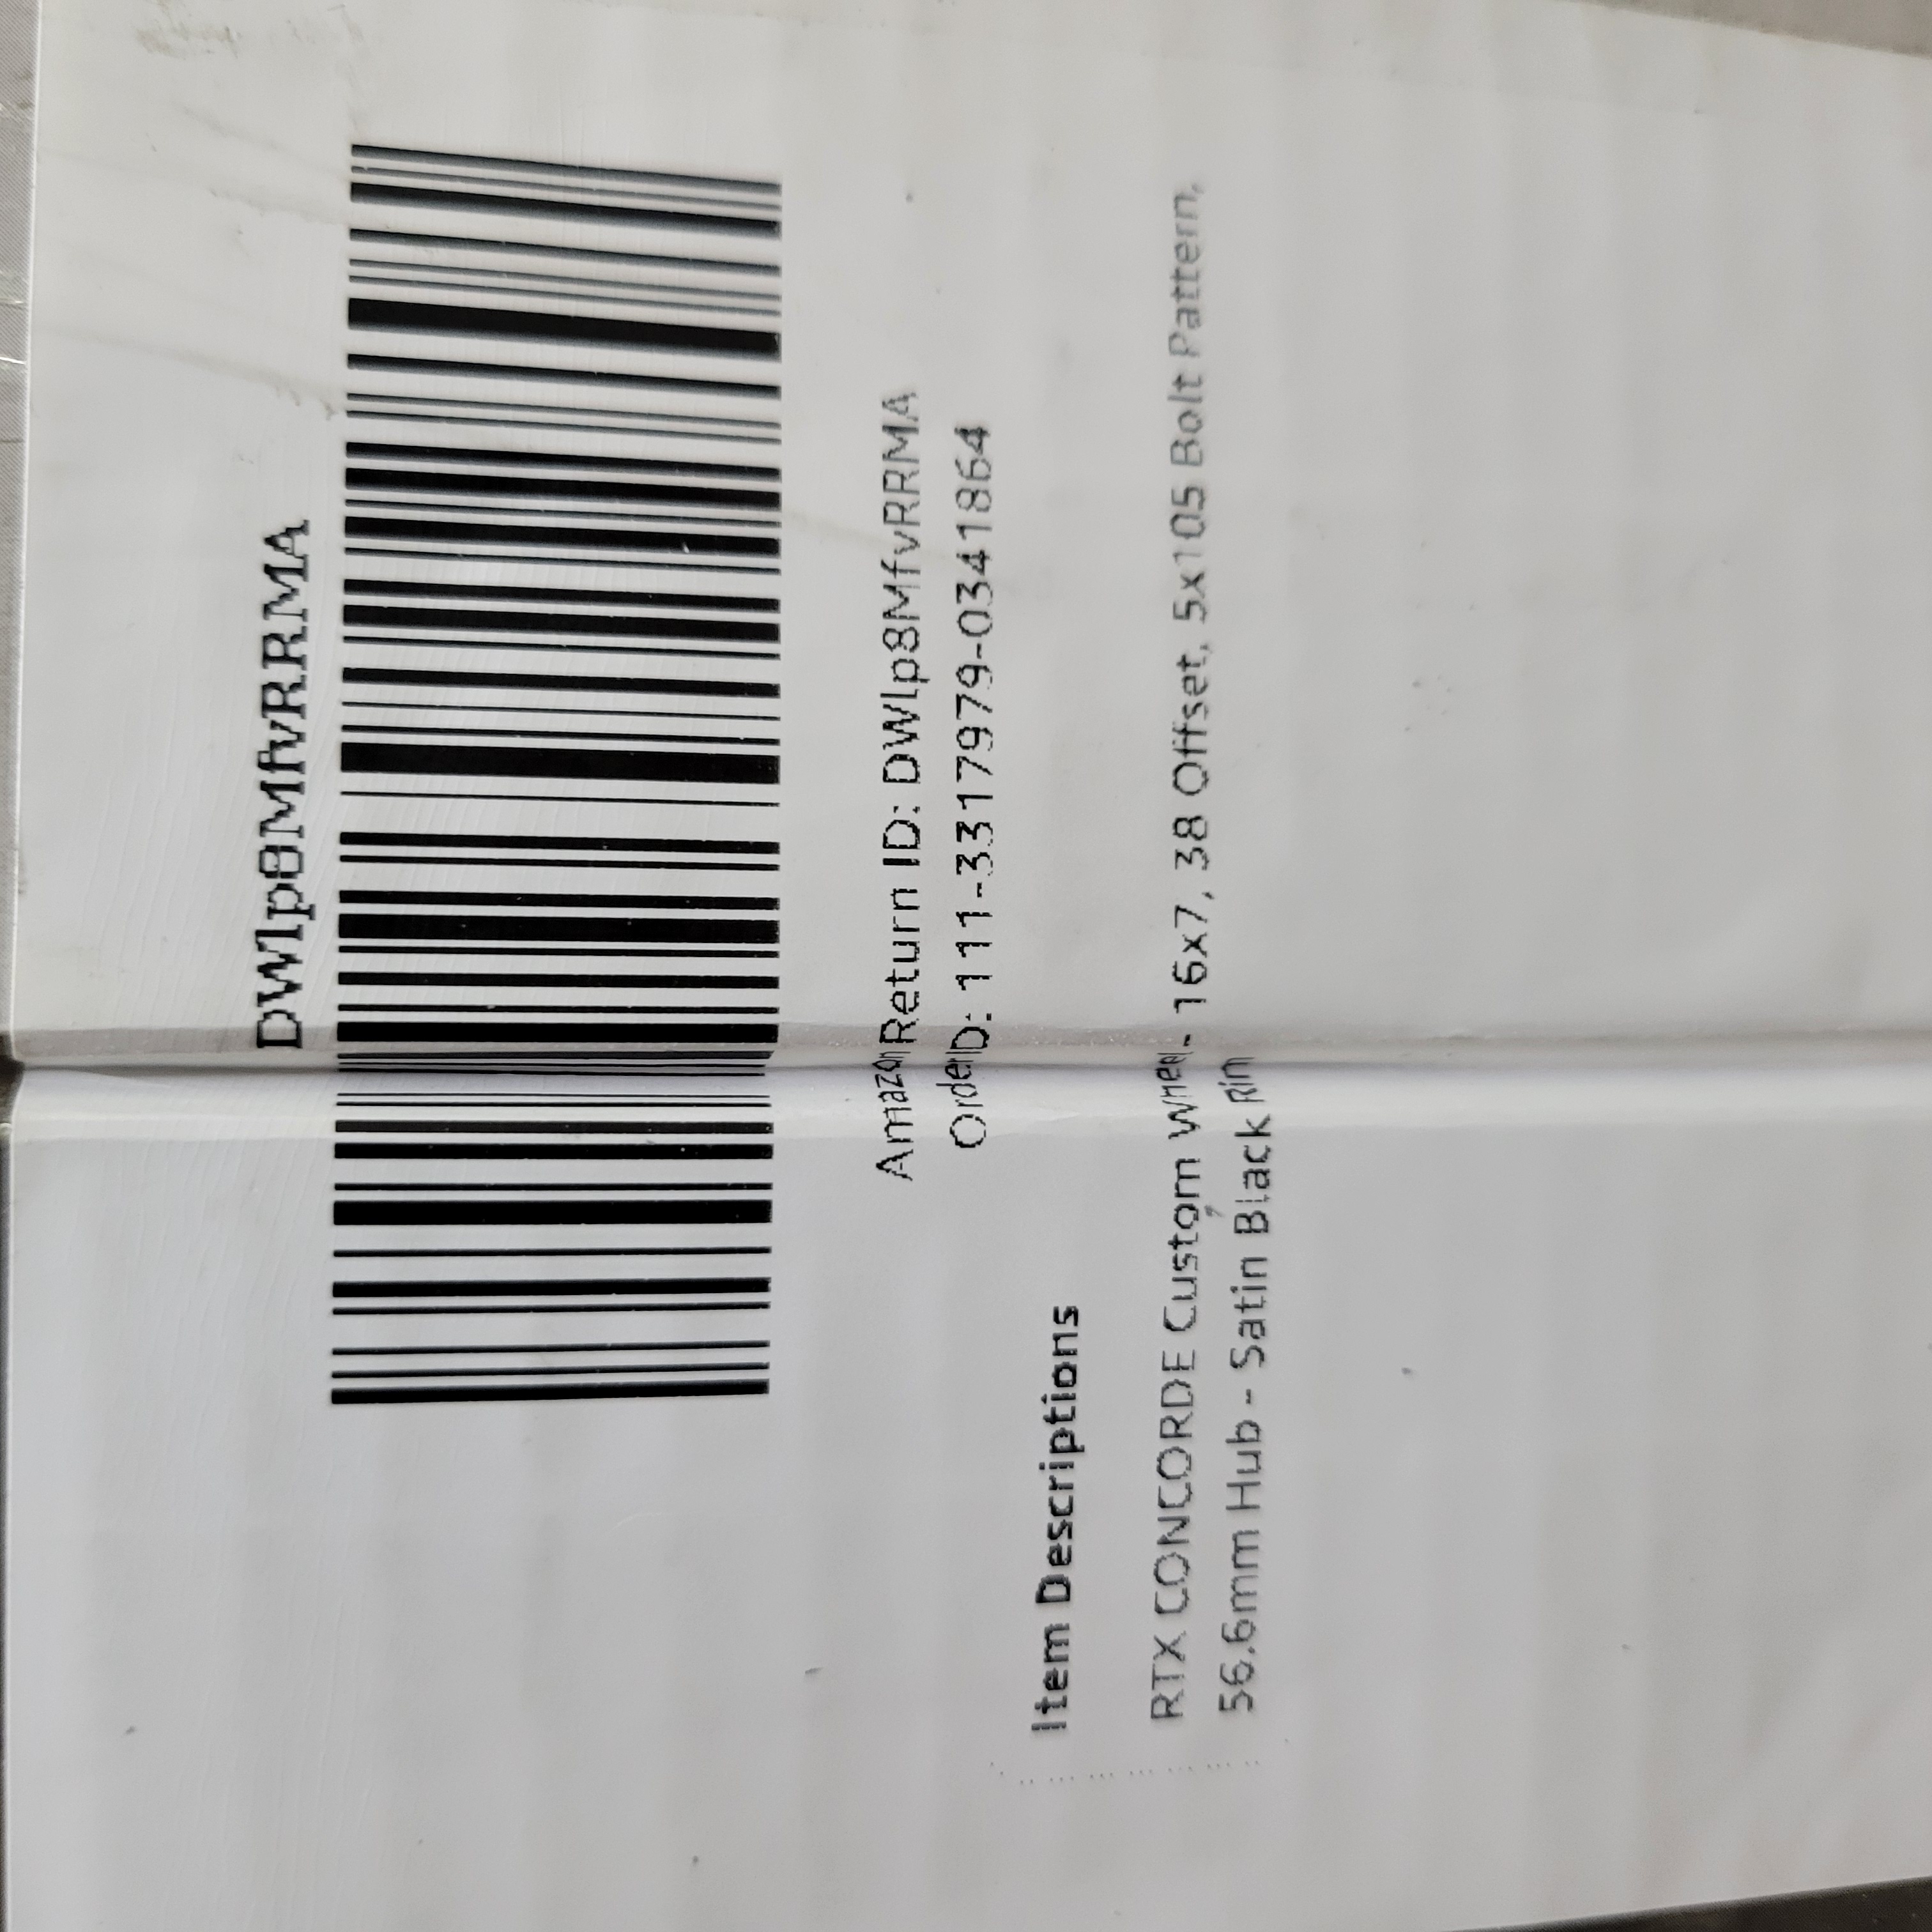 DWlp8MfvRRMA
Amazon Return ID: DWlp8MfvRRMA
Order ID: 111-3317979-0341864
Item Descriptions
RTX CONCORDE Custom Wheel - 16x7, 38 Offset, 5x105 Bolt Pattern,
56.6mm Hub - Satin Black Rim